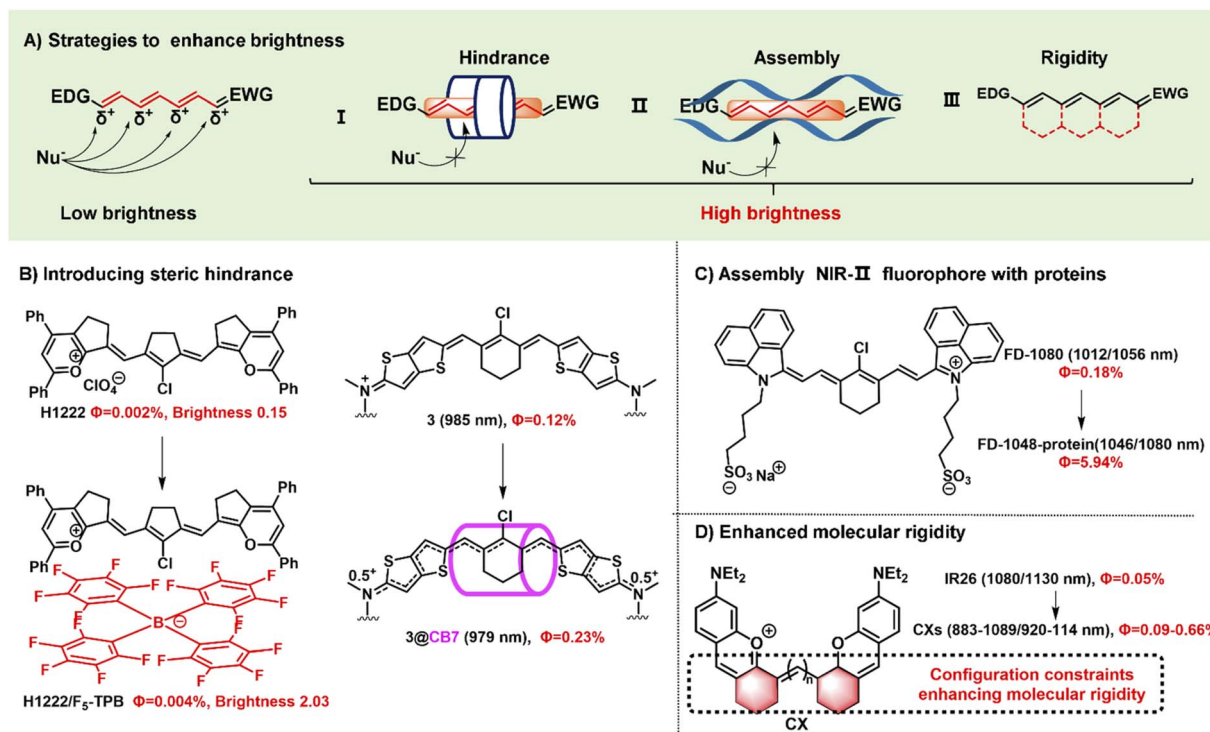 A) Strategies to enhance brightness
EDG
EWG
δ+ δ+ δ+ δ+
Nu-
Low brightness
I
Hindrance
EDG
EWG
Nu-
II
Assembly
EDG
EWG
Nu-
III
Rigidity
EDG
EWG
High brightness
B) Introducing steric hindrance
Ph
Ph
Ph
Ph
O
+
ClO4⊖
Cl
O
H1222 Φ=0.002%, Brightness 0.15
Ph
Ph
Ph
Ph
O
+
Cl
O
F F F F F
F F F F F
B⊖
F F F F F
F F F F F
H1222/F5-TPB Φ=0.004%, Brightness 2.03
Cl
S
S
S
S
N+
N
3 (985 nm), Φ=0.12%
Cl
S
S
S
S
0.5+
N
0.5+
N
3@CB7 (979 nm), Φ=0.23%
C) Assembly NIR-II fluorophore with proteins
Cl
N
N
⊕
SO3 Na⊕
⊖
SO3
⊖
FD-1080 (1012/1056 nm)
Φ=0.18%
FD-1048-protein(1046/1080 nm)
Φ=5.94%
D) Enhanced molecular rigidity
NEt2
NEt2
O
⊕
O
n
CX
IR26 (1080/1130 nm), Φ=0.05%
CXs (883-1089/920-114 nm), Φ=0.09-0.66%
Configuration constraints
enhancing molecular rigidity